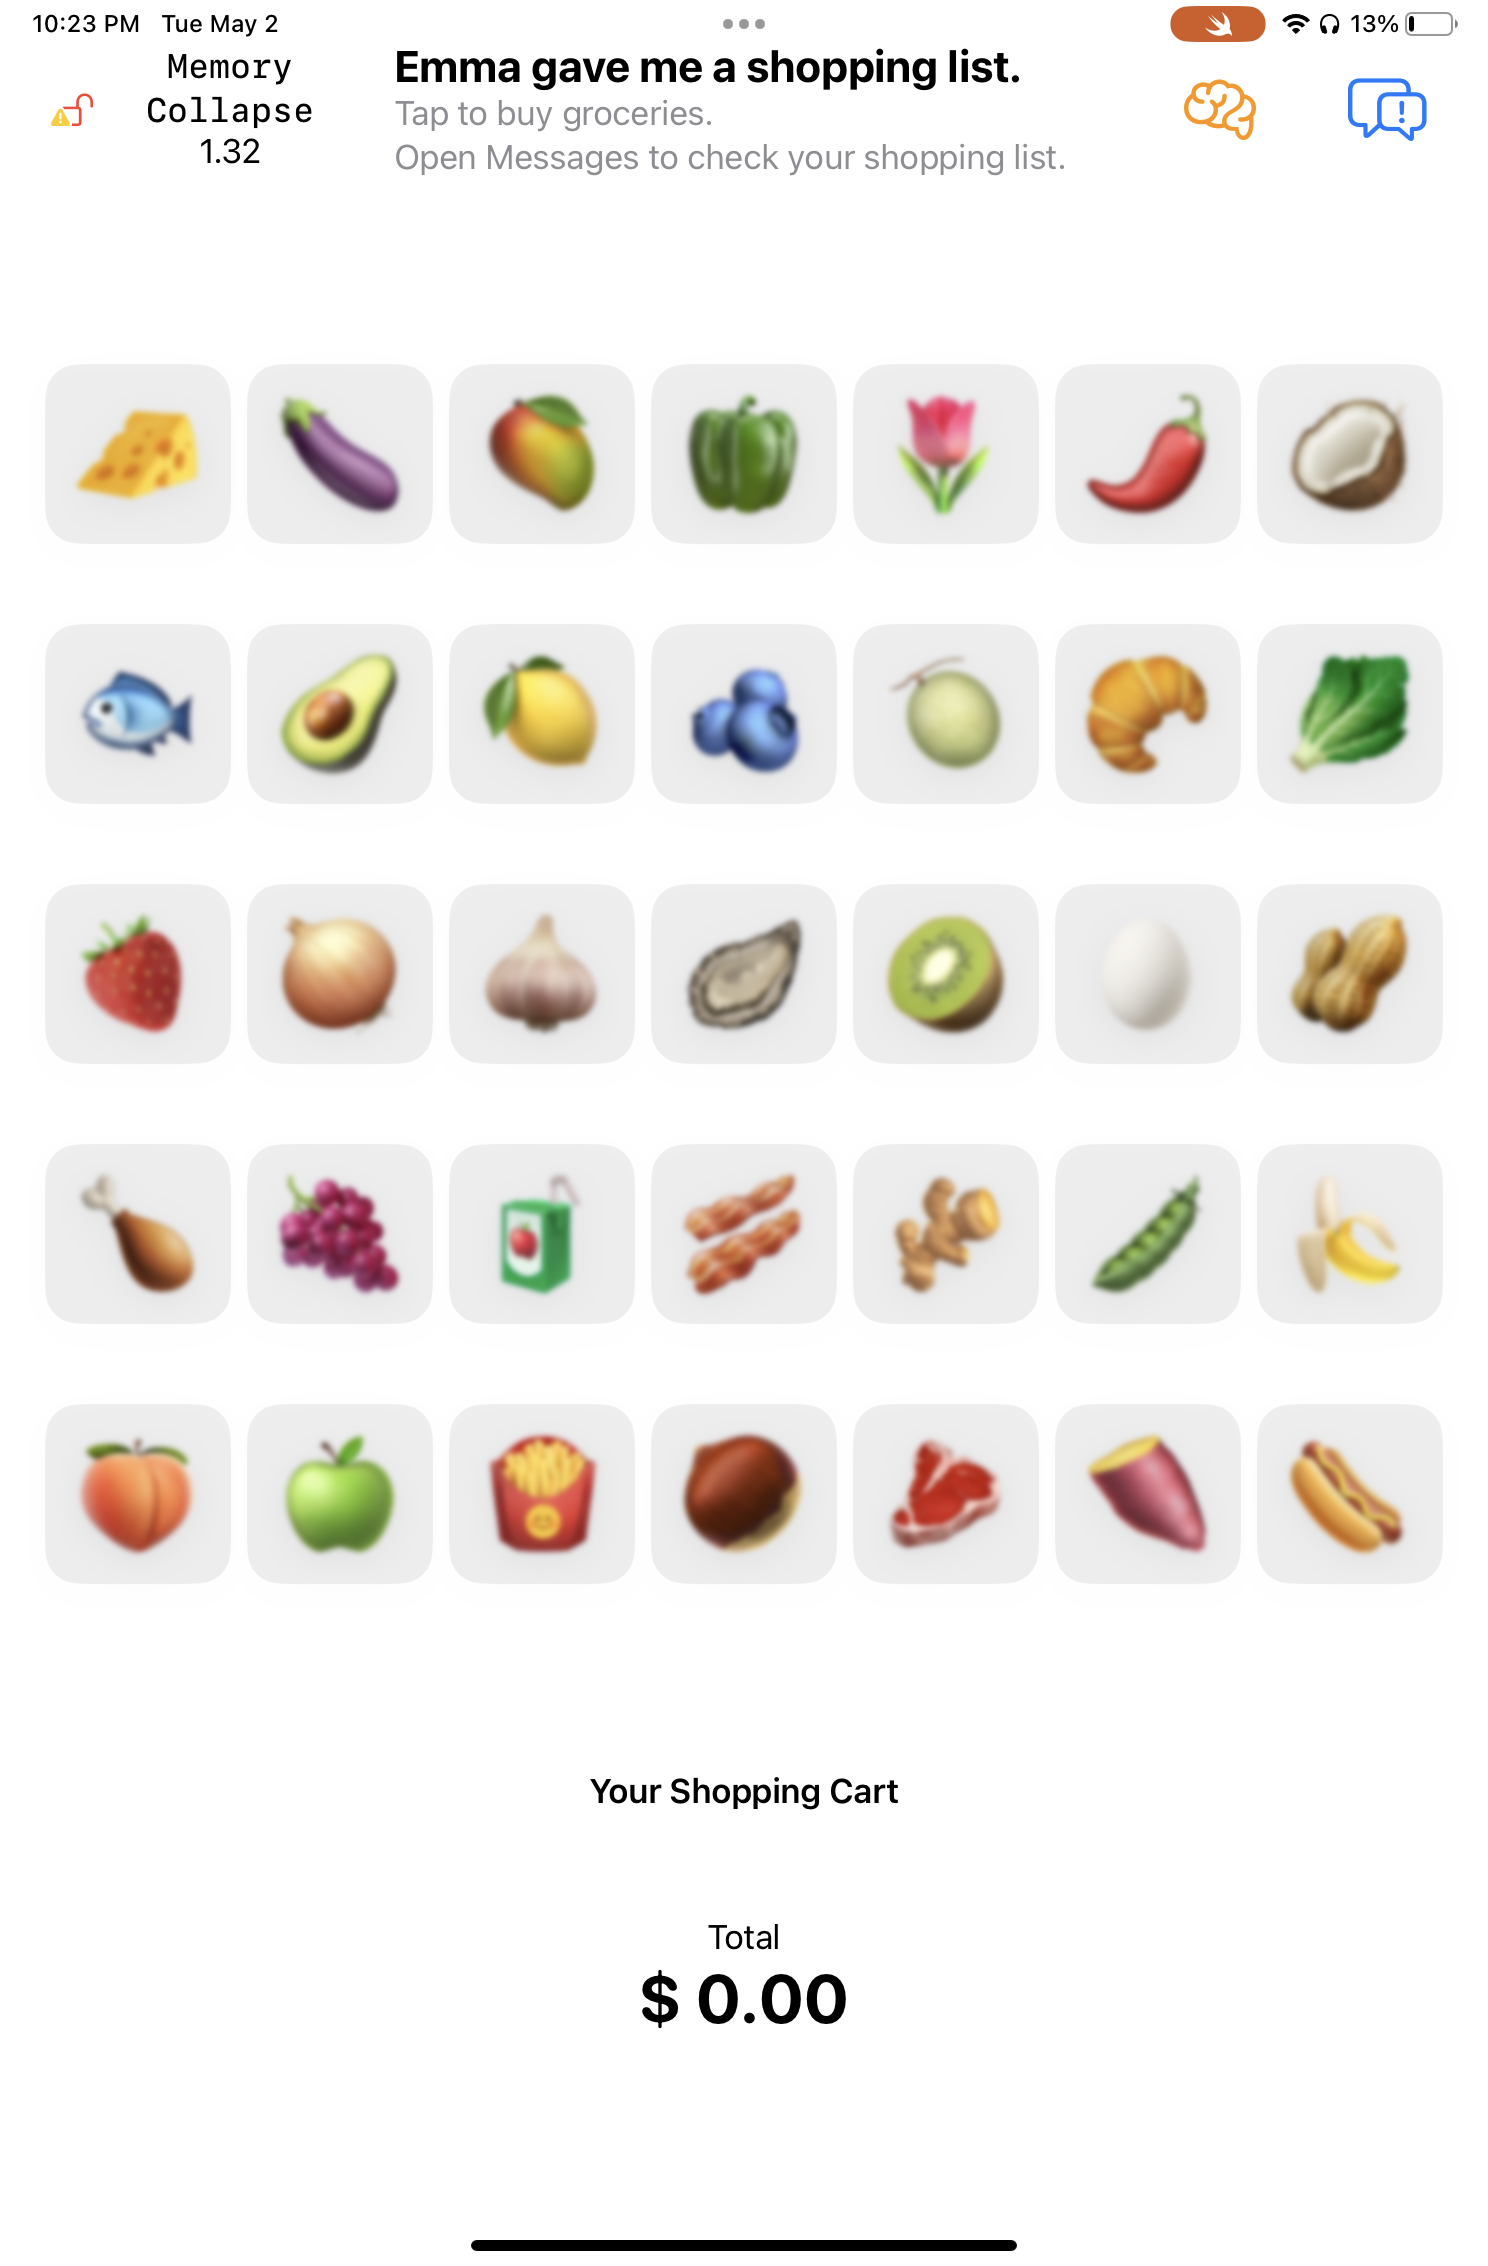 10:23 PM Tue May 2
13%
Memory
Collapse
1.32
Emma gave me a shopping list.
Tap to buy groceries.
Open Messages to check your shopping list.
Your Shopping Cart
Total
$ 0.00